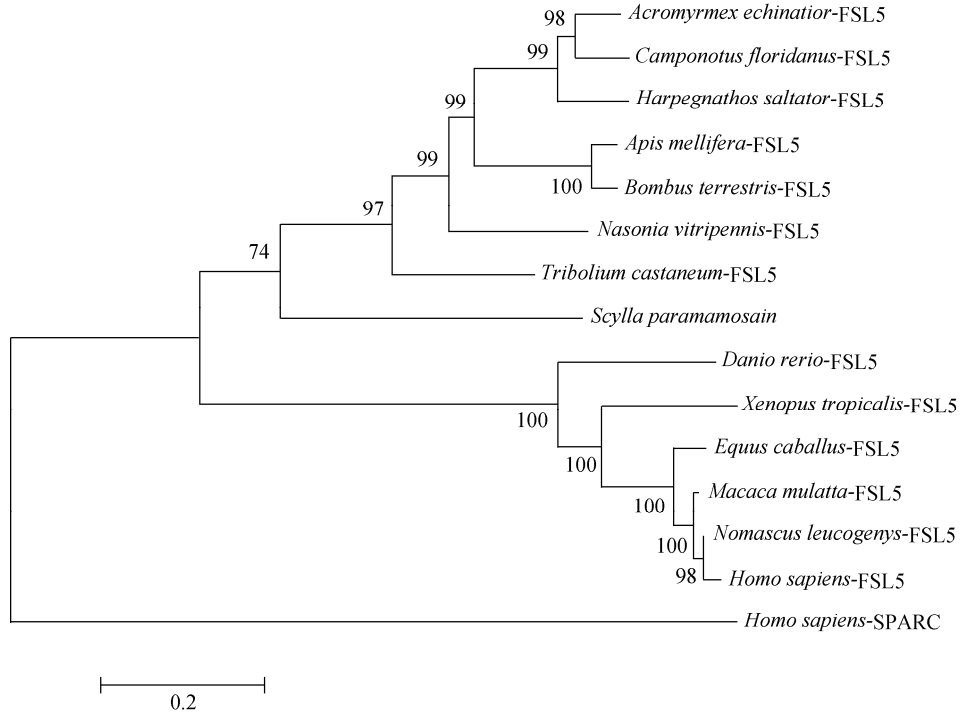 98 Acromyrmex echinatior-FSL5
99 Camponotus floridanus-FSL5
Harpegnathos saltator-FSL5
99
Apis mellifera-FSL5
99 100 Bombus terrestris-FSL5
97
Nasonia vitripennis-FSL5
74
Tribolium castaneum-FSL5
Scylla paramamosain
Danio rerio-FSL5
Xenopus tropicalis-FSL5
100
Equus caballus-FSL5
100
Macaca mulatta-FSL5
100
Nomascus leucogenys-FSL5
100
98 Homo sapiens-FSL5
Homo sapiens-SPARC
0.2